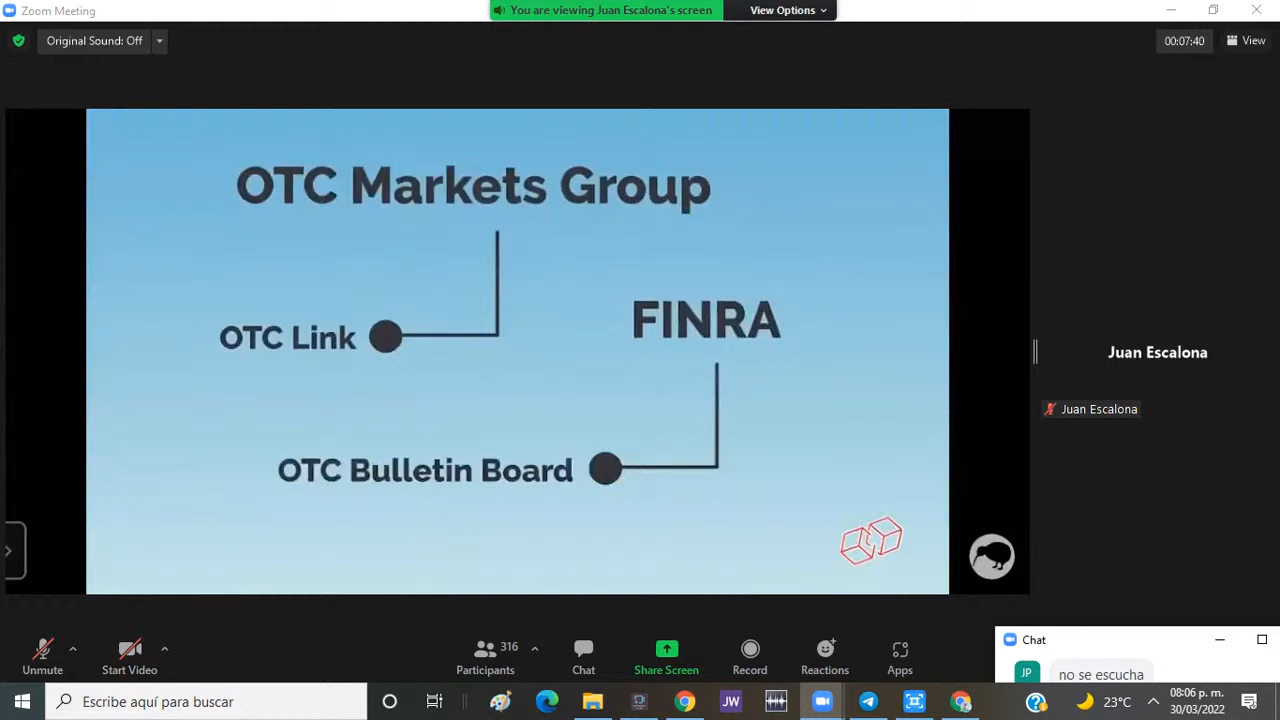 Zoom Meeting
You are viewing Juan Escalona's screen
View Options
Original Sound: Off
00:07:40
View
OTC Markets Group
OTC Link
FINRA
OTC Bulletin Board
Juan Escalona
Juan Escalona
Unmute
Start Video
316
Participants
Chat
Share Screen
Record
Reactions
Apps
Chat
JP
no se escucha
Escribe aquí para buscar
JW
23°C
08:06 p. m.
30/03/2022